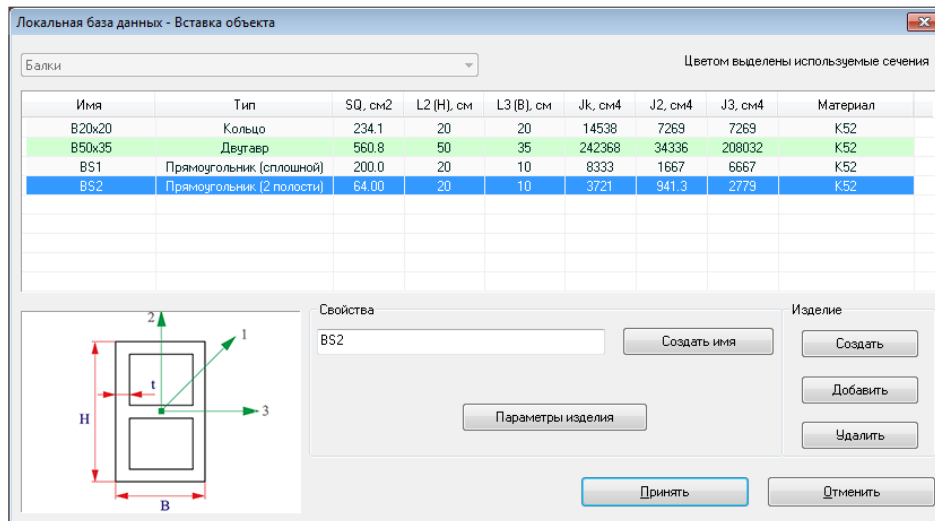 Локальная база данных - Вставка объекта
Балки
Цветом выделены используемые сечения
Имя Тип SQ, см2 L2 (H), см L3 (B), см Jk, см4 J2, см4 J3, см4 Материал
B20x20 Кольцо 234.1 20 20 14538 7269 7269 K52
B50x35 Двутавр 560.8 50 35 242368 34336 208032 K52
BS1 Прямоугольник (сплошной) 200.0 20 10 8333 1667 6667 K52
BS2 Прямоугольник (2 полости) 64.00 20 10 3721 941.3 2779 K52
Свойства
Изделие
2
1
BS2
Создать имя
Создать
t
3
H
Параметры изделия
Добавить
Удалить
B
Принять
Отменить